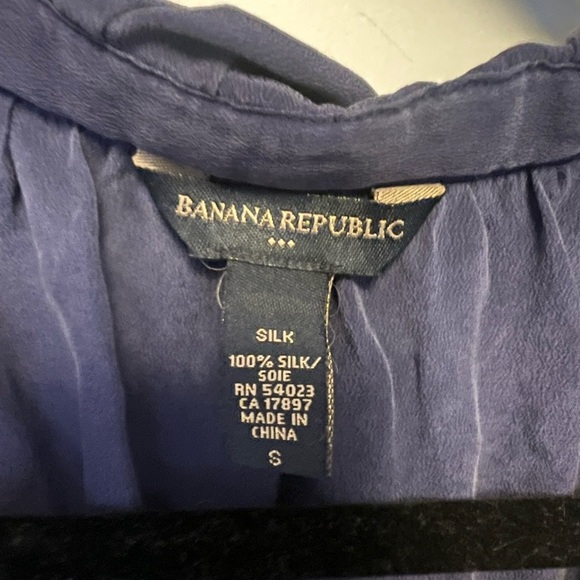 BANANA REPUBLIC
SILK
100% SILK/
SOIE
RN 54023
CA 17897
MADE IN
CHINA
S